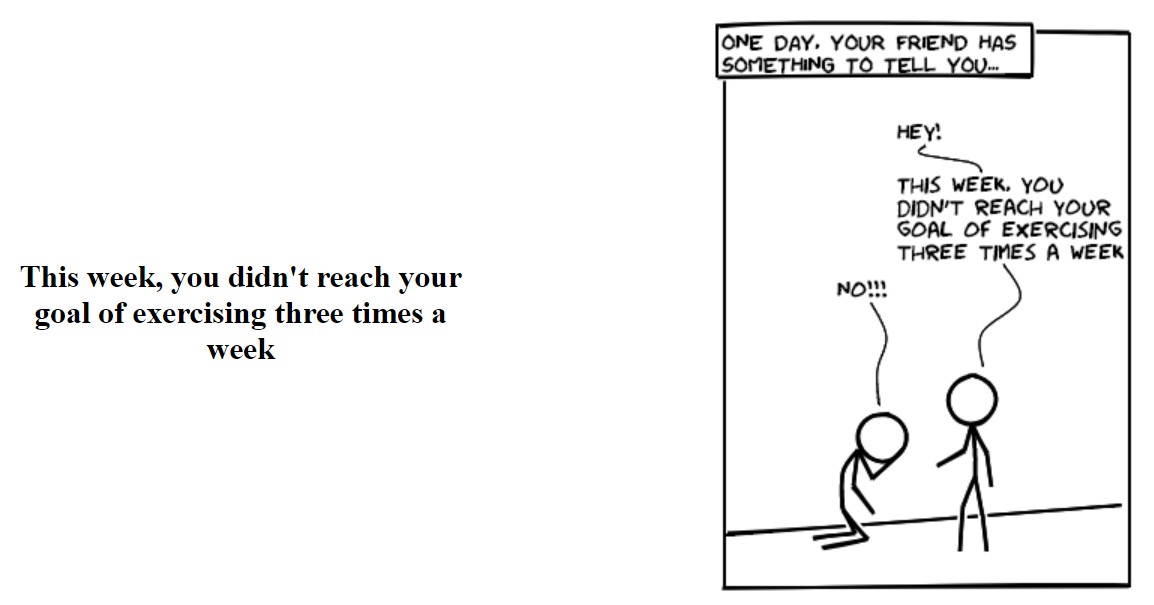 This week, you didn't reach your
goal of exercising three times a
week
ONE DAY, YOUR FRIEND HAS
SOMETHING TO TELL YOU...
HEY!
THIS WEEK, YOU
DIDN'T REACH YOUR
GOAL OF EXERCISING
THREE TIMES A WEEK
NO!!!